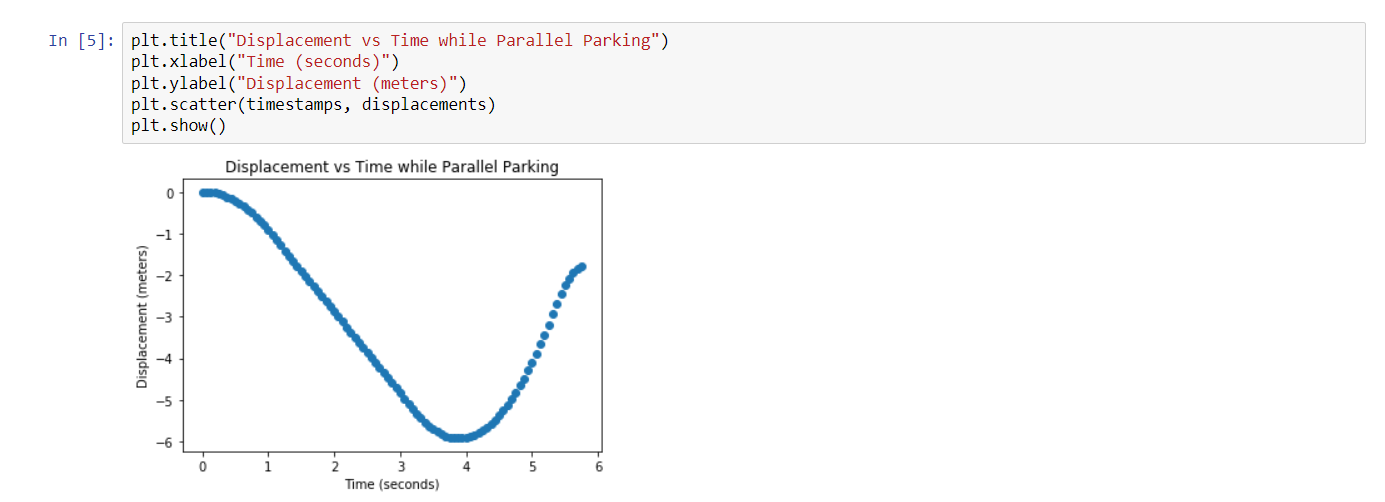 In [5]:
plt.title("Displacement vs Time while Parallel Parking")
plt.xlabel("Time (seconds)")
plt.ylabel("Displacement (meters)")
plt.scatter(timestamps, displacements)
plt.show()
Displacement vs Time while Parallel Parking
Displacement (meters)
0
−1
−2
−3
−4
−5
−6
0 1 2 3 4 5 6
Time (seconds)